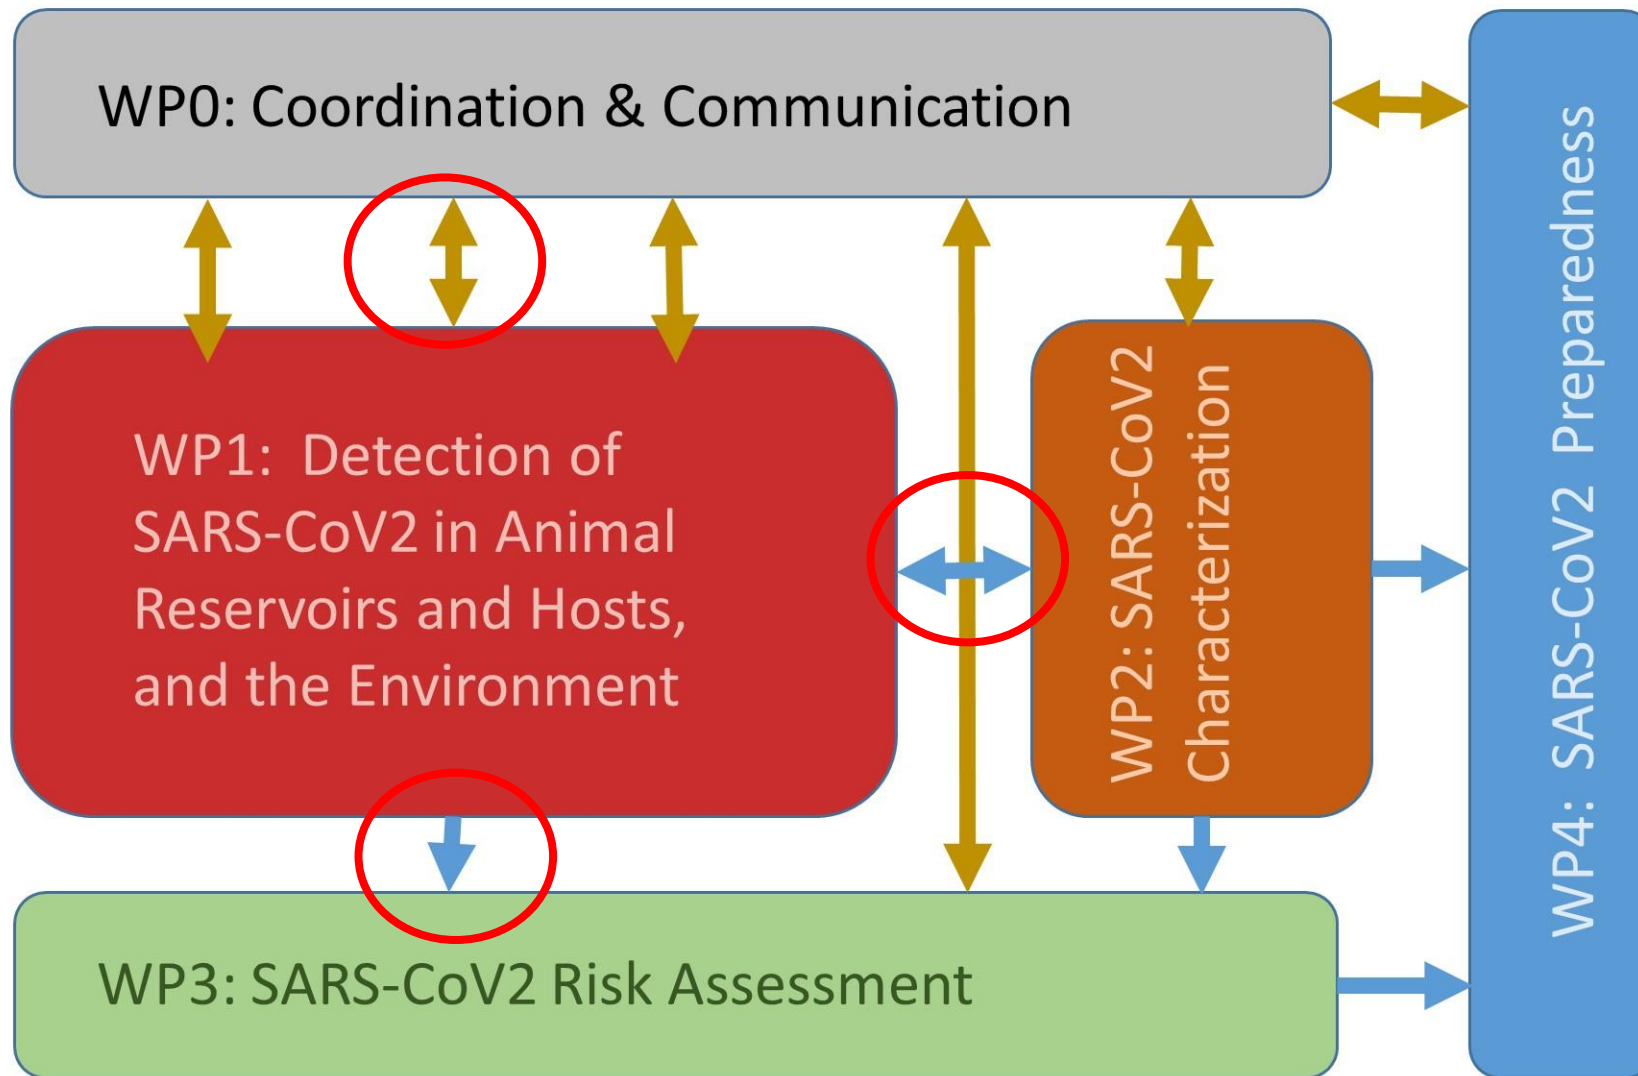 WP0: Coordination & Communication
WP1: Detection of
SARS-CoV2 in Animal
Reservoirs and Hosts,
and the Environment
WP2: SARS-CoV2
Characterization
WP3: SARS-CoV2 Risk Assessment
WP4: SARS-CoV2 Preparedness